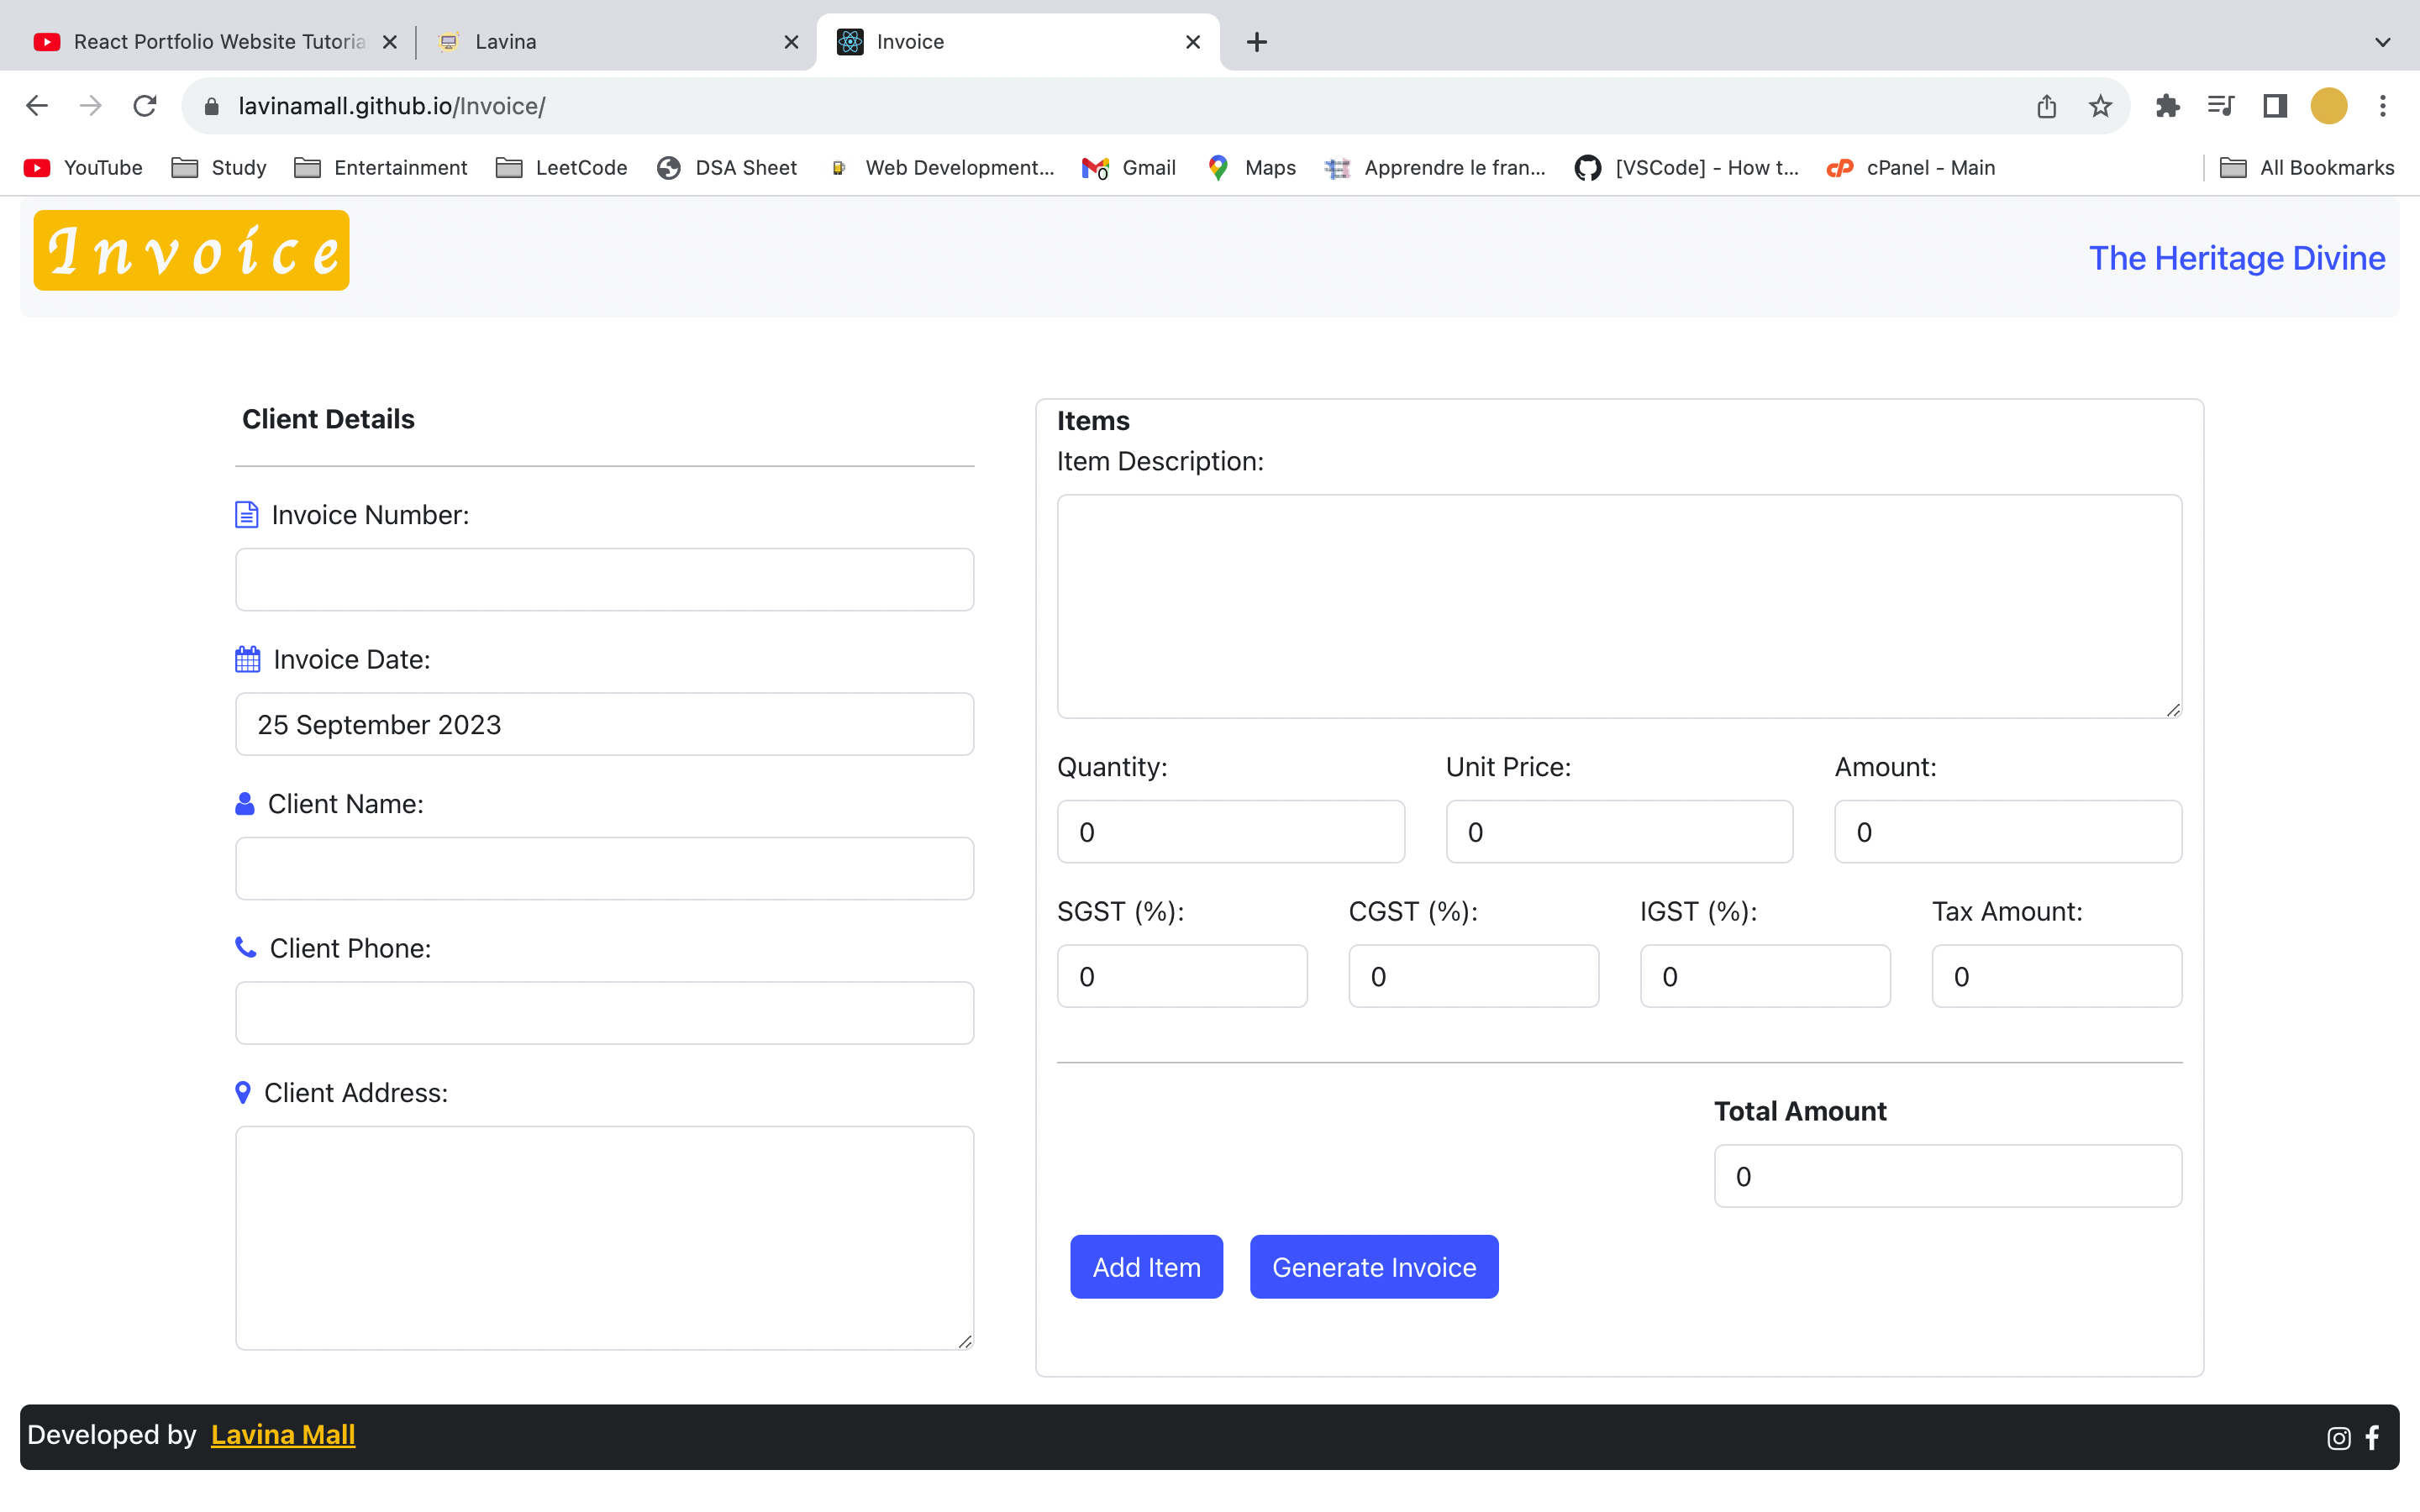 React Portfolio Website Tutoria
Lavina
Invoice
lavinamall.github.io/Invoice/
YouTube Study Entertainment LeetCode DSA Sheet Web Development... Gmail Maps Apprendre le fran... [VSCode] - How t... cPanel - Main All Bookmarks
Invoice
The Heritage Divine
Client Details
Invoice Number:
Invoice Date:
25 September 2023
Client Name:
Client Phone:
Client Address:
Items
Item Description:
Quantity: Unit Price: Amount:
0 0 0
SGST (%): CGST (%): IGST (%): Tax Amount:
0 0 0 0
Total Amount
0
Add Item Generate Invoice
Developed by Lavina Mall